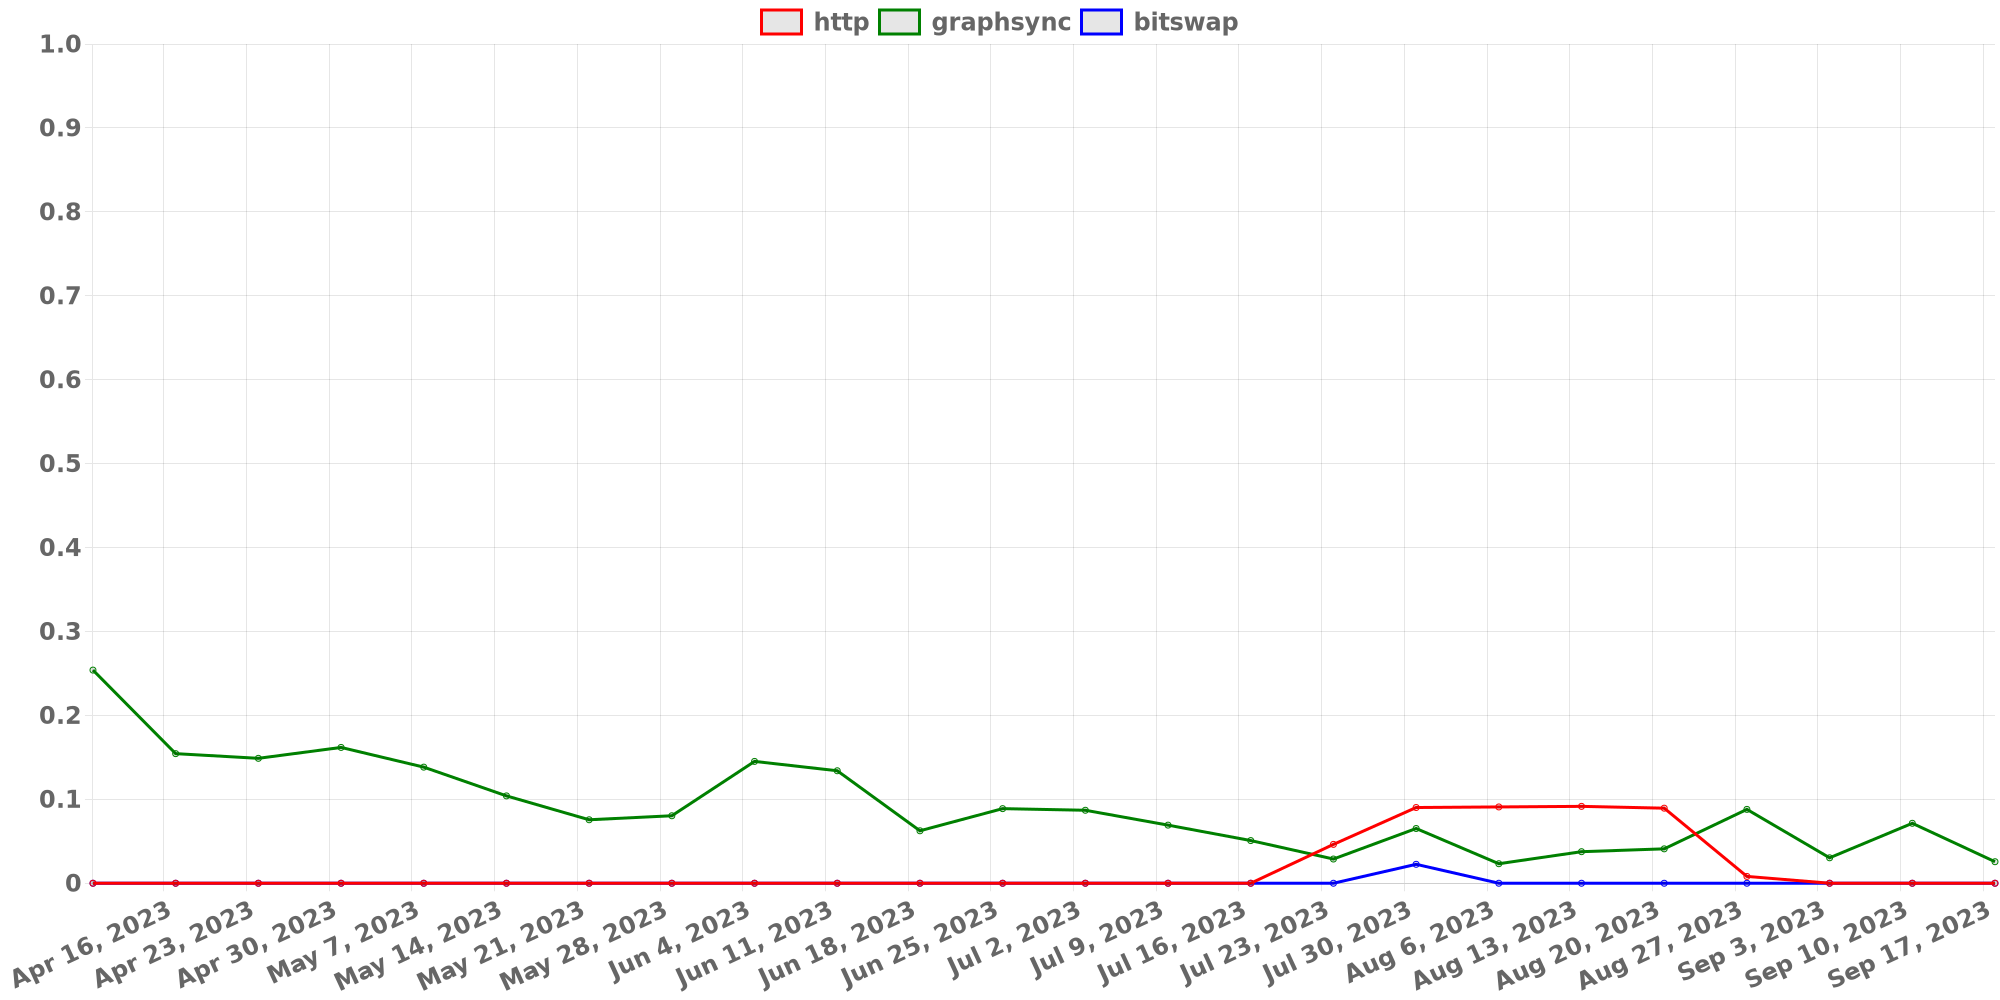 http graphsync bitswap
1.0
0.9
0.8
0.7
0.6
0.5
0.4
0.3
0.2
0.1
0
Apr 16, 2023
Apr 23, 2023
Apr 30, 2023
May 7, 2023
May 14, 2023
May 21, 2023
May 28, 2023
Jun 4, 2023
Jun 11, 2023
Jun 18, 2023
Jun 25, 2023
Jul 2, 2023
Jul 9, 2023
Jul 16, 2023
Jul 23, 2023
Jul 30, 2023
Aug 6, 2023
Aug 13, 2023
Aug 20, 2023
Aug 27, 2023
Sep 3, 2023
Sep 10, 2023
Sep 17, 2023